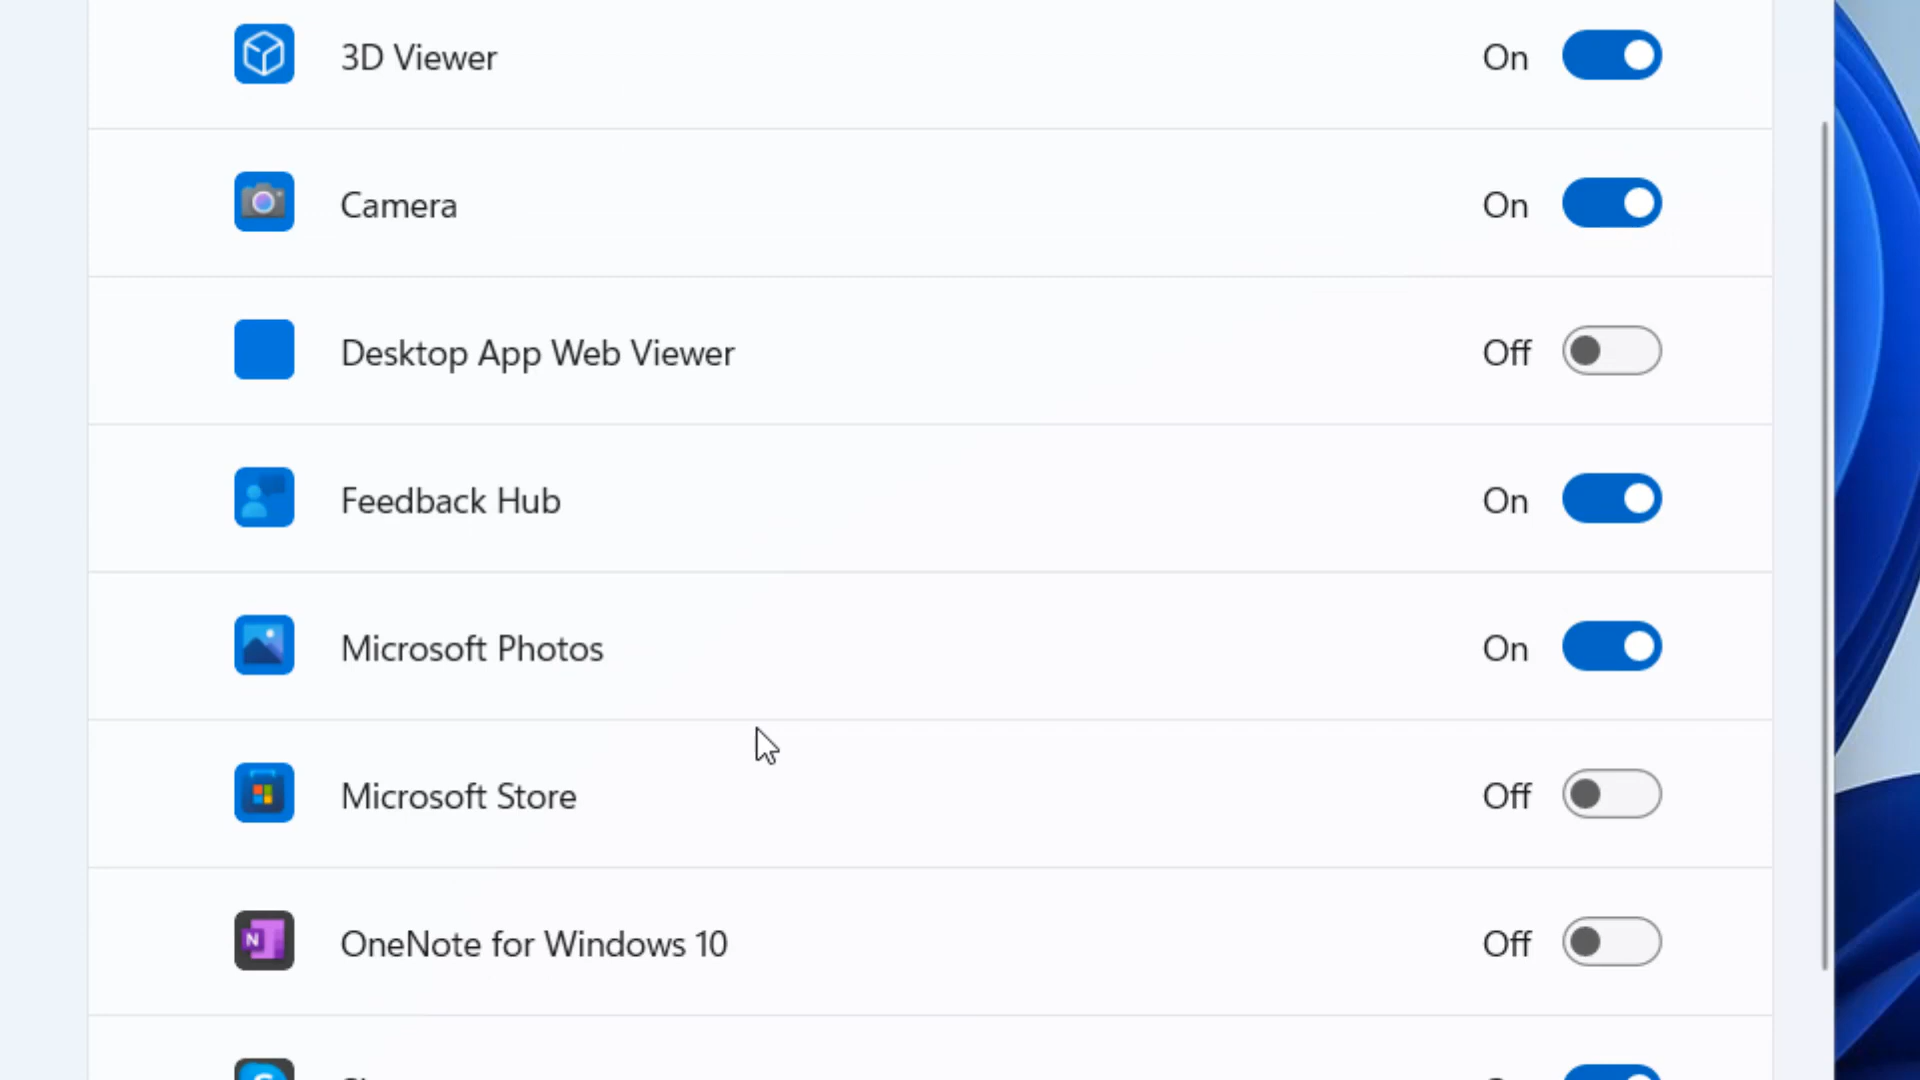 3D Viewer On
Camera On
Desktop App Web Viewer Off
Feedback Hub On
Microsoft Photos On
Microsoft Store Off
N OneNote for Windows 10 Off